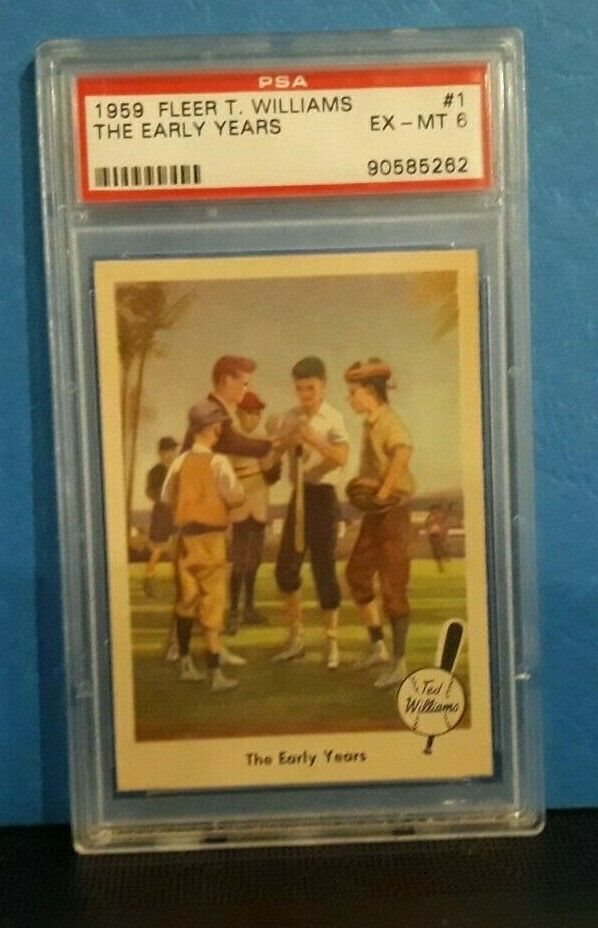 PSA
1959 FLEER T. WILLIAMS #1
THE EARLY YEARS EX-MT 6
90585262
Ted
Williams
The Early Years